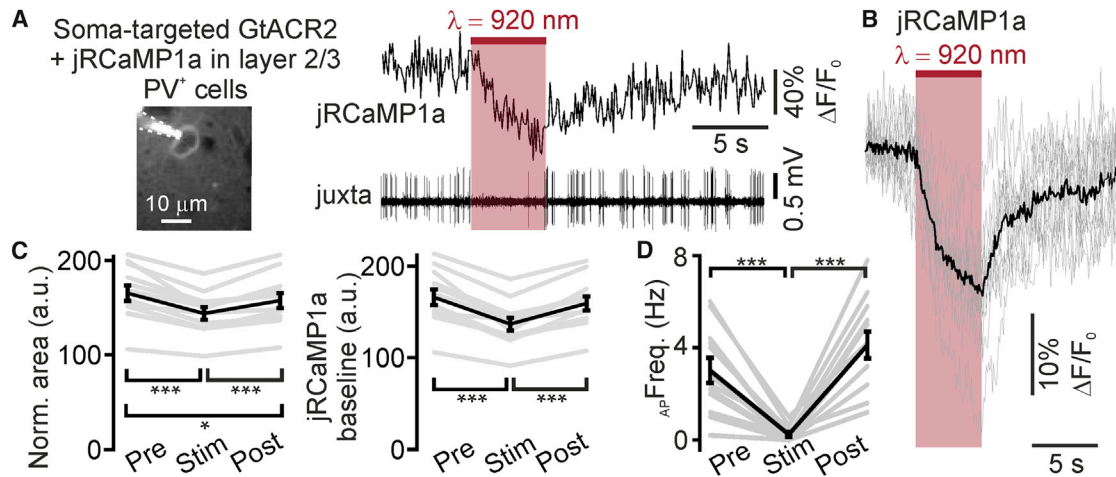 A
Soma-targeted GtACR2
+ jRCaMP1a in layer 2/3
PV⁺ cells
10 μm
λ = 920 nm
jRCaMP1a
40%
ΔF/F₀
5 s
juxta
0.5 mV
B
jRCaMP1a
λ = 920 nm
10%
ΔF/F₀
5 s
C
Norm. area (a.u.)
200
100
0
***
***
*
Pre
Stim
Post
jRCaMP1a
baseline (a.u.)
200
100
0
***
***
Pre
Stim
Post
D
APFreq. (Hz)
8
4
0
***
***
Pre
Stim
Post